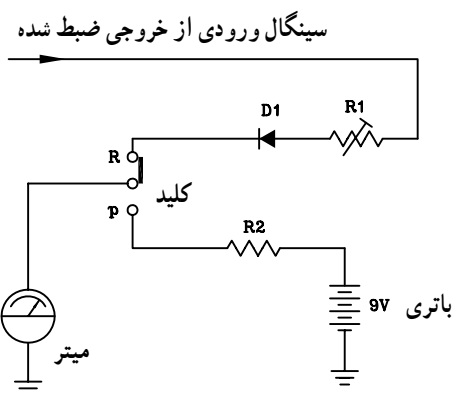 سینگال ورودی از خروجی ضبط شده
D1
R1
R
کلید
p
R2
9V
باتری
میتر